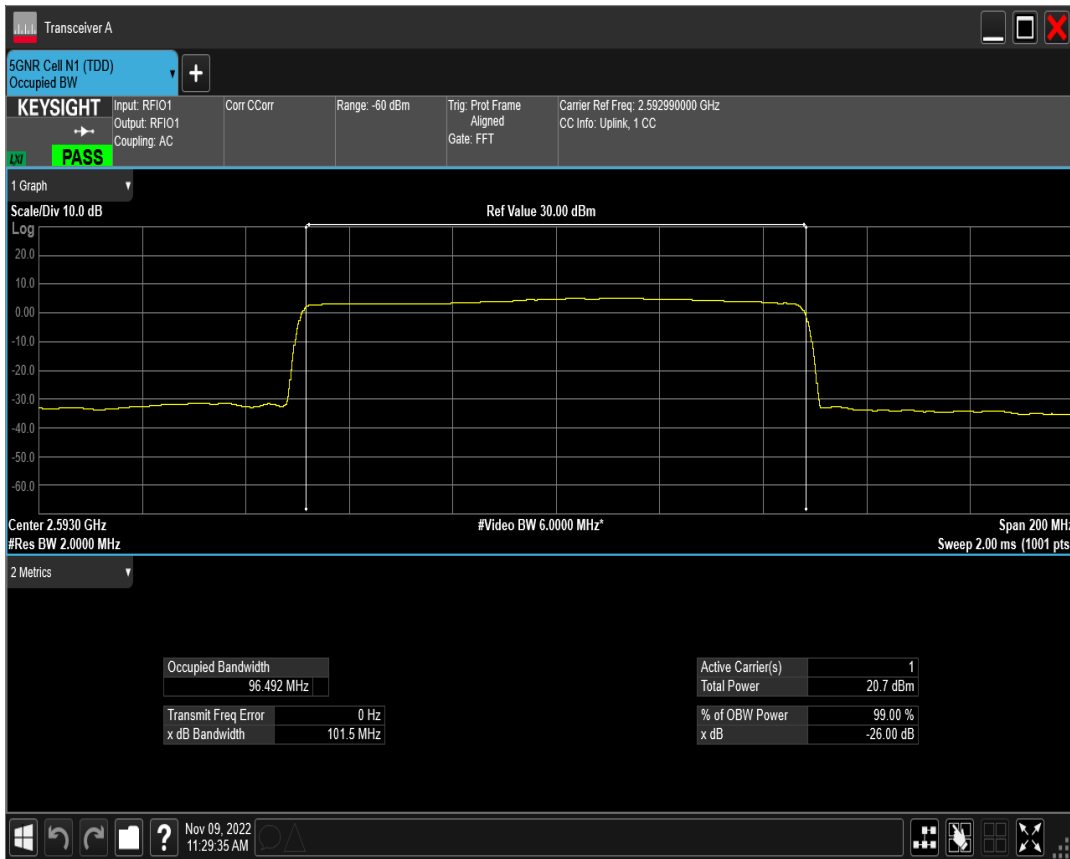 Transceiver A
5GNR Cell N1 (TDD)
Occupied BW
+
KEYSIGHT
LXI
PASS
Input: RFIO1
Output: RFIO1
Coupling: AC
Corr CCorr
Range: -60 dBm
Trig: Prot Frame
Aligned
Gate: FFT
Carrier Ref Freq: 2.592990000 GHz
CC Info: Uplink, 1 CC
1 Graph
Scale/Div 10.0 dB
Ref Value 30.00 dBm
Log
20.0
10.0
0.00
-10.0
-20.0
-30.0
-40.0
-50.0
-60.0
Center 2.5930 GHz
#Video BW 6.0000 MHz*
Span 200 MHz
#Res BW 2.0000 MHz
Sweep 2.00 ms (1001 pts
2 Metrics
Occupied Bandwidth
96.492 MHz
Transmit Freq Error 0 Hz
x dB Bandwidth 101.5 MHz
Active Carrier(s) 1
Total Power 20.7 dBm
% of OBW Power 99.00 %
x dB -26.00 dB
?
Nov 09, 2022
11:29:35 AM